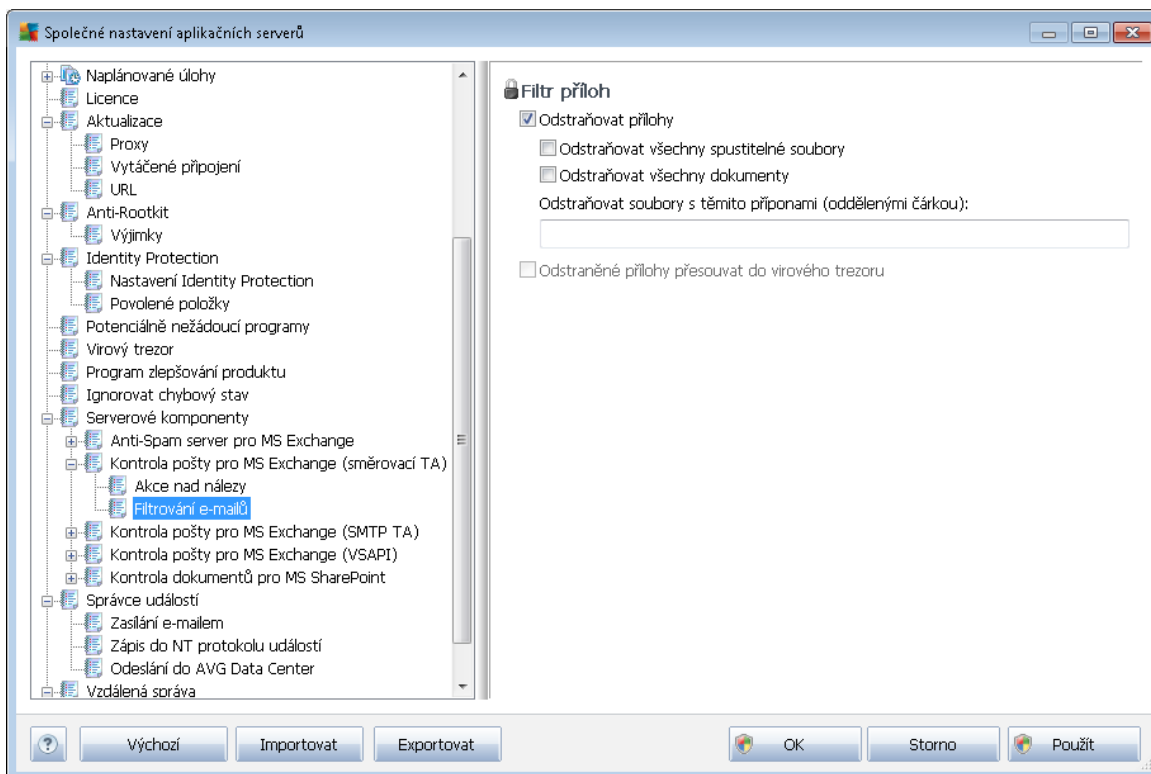 Společné nastavení aplikačních serverů
Naplánované úlohy
Licence
Aktualizace
Proxy
Vytáčené připojení
URL
Anti-Rootkit
Výjimky
Identity Protection
Nastavení Identity Protection
Povolené položky
Potenciálně nežádoucí programy
Virový trezor
Program zlepšování produktu
Ignorovat chybový stav
Serverové komponenty
Anti-Spam server pro MS Exchange
Kontrola pošty pro MS Exchange (směrovací TA)
Akce nad nálezy
Filtrování e-mailů
Kontrola pošty pro MS Exchange (SMTP TA)
Kontrola pošty pro MS Exchange (VSAPI)
Kontrola dokumentů pro MS SharePoint
Správce událostí
Zasílání e-mailem
Zápis do NT protokolu událostí
Odeslání do AVG Data Center
Vzdálená správa
Filtr příloh
Odstraňovat přílohy
Odstraňovat všechny spustitelné soubory
Odstraňovat všechny dokumenty
Odstraňovat soubory s těmito příponami (oddělenými čárkou):
Odstraněné přílohy přesouvat do virového trezoru
? Výchozí Importovat Exportovat OK Storno Použít